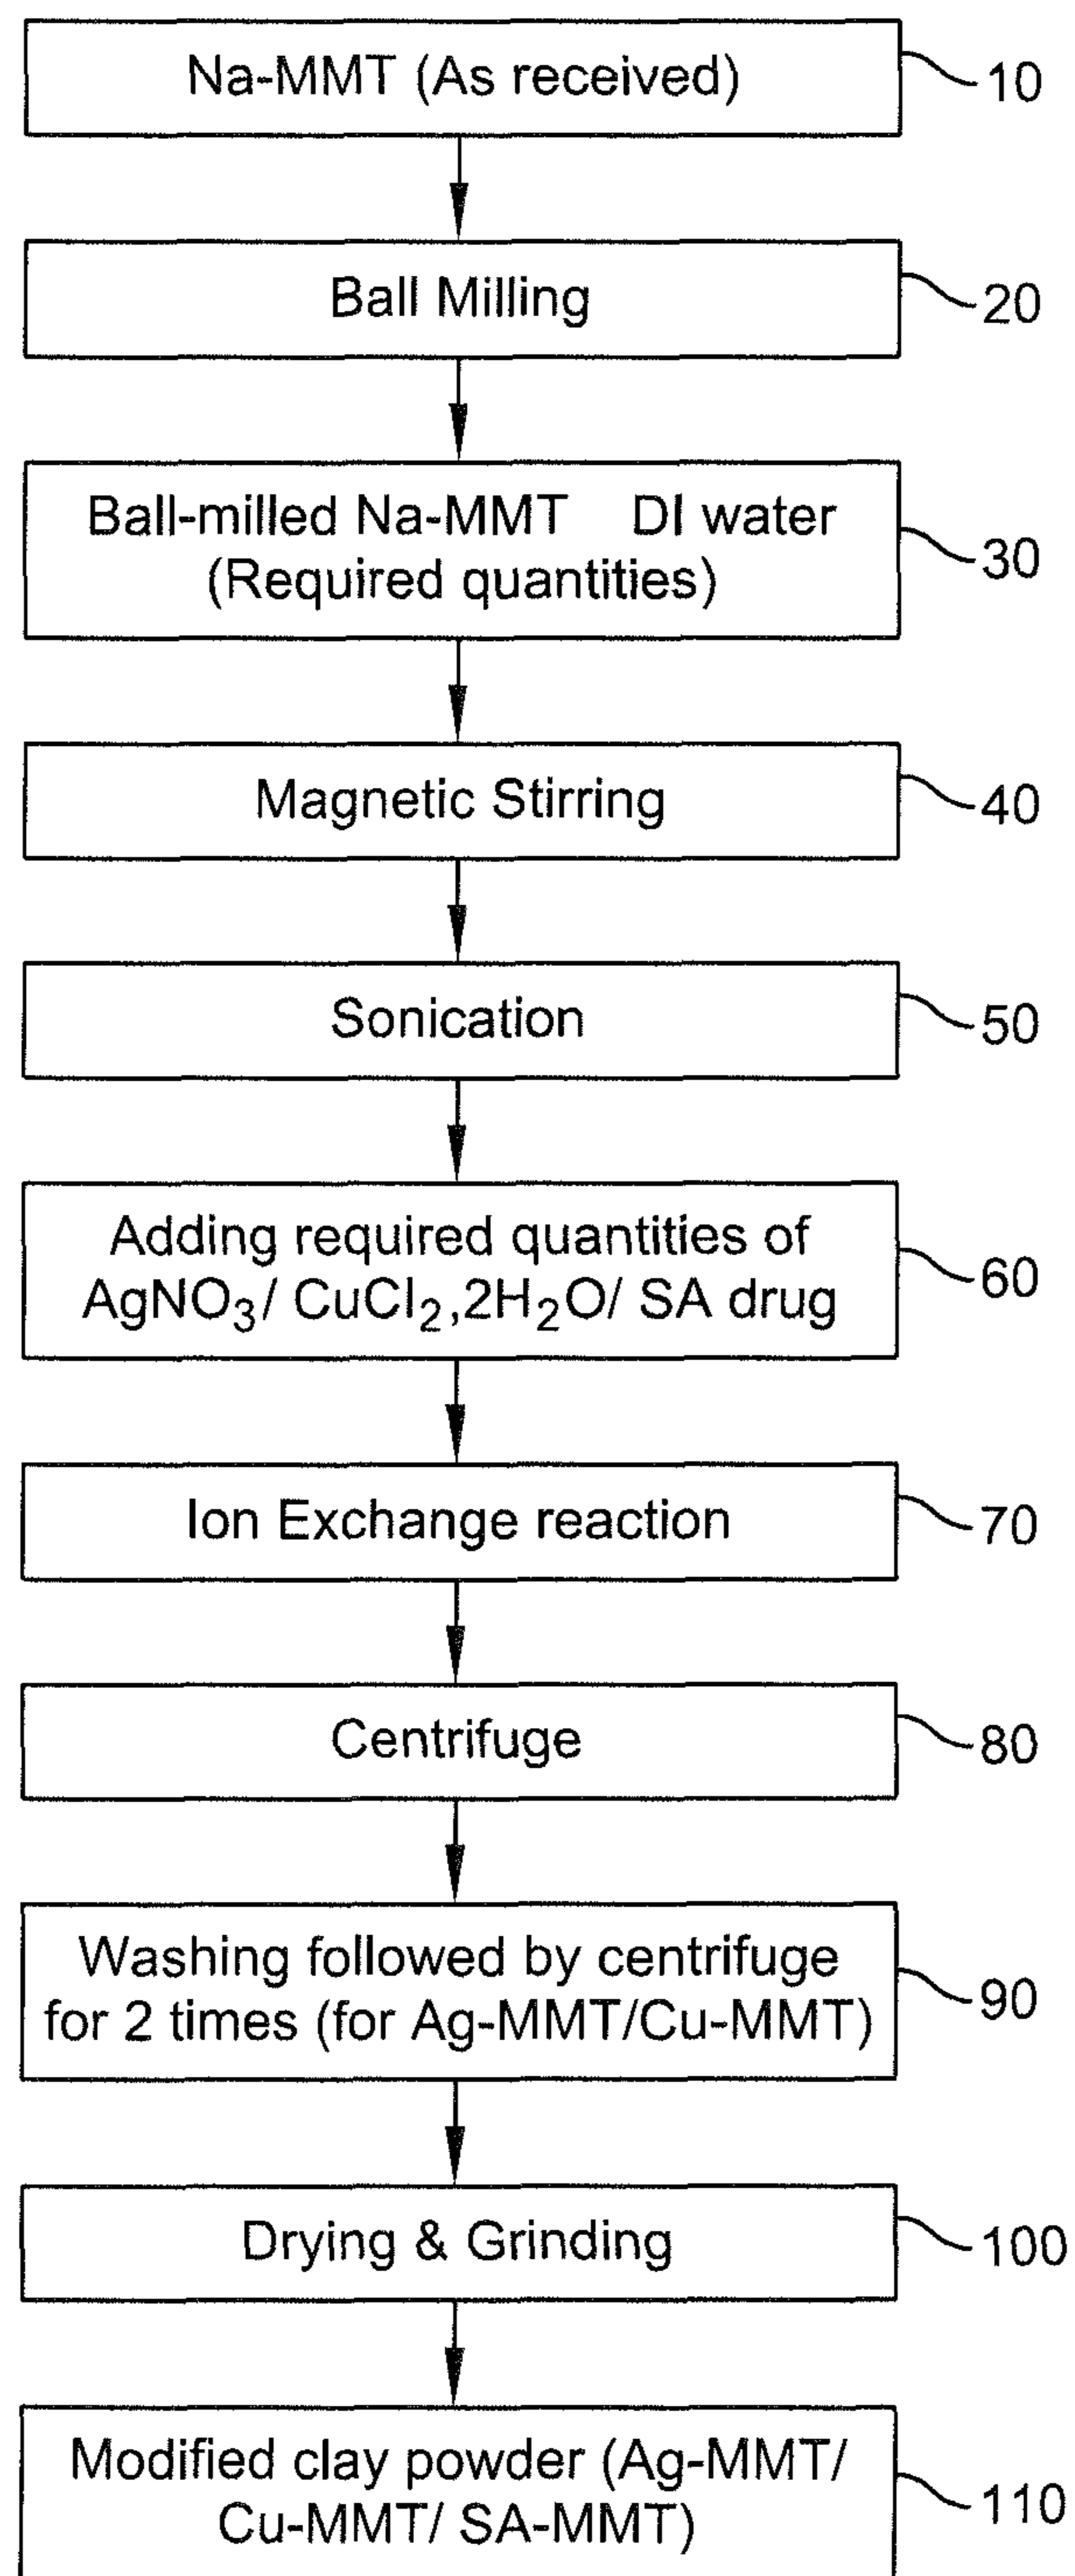 Na-MMT (As received)
10
Ball Milling
20
Ball-milled Na-MMT DI water
(Required quantities)
30
Magnetic Stirring
40
Sonication
50
Adding required quantities of
AgNO₃/ CuCl₂,2H₂O/ SA drug
60
Ion Exchange reaction
70
Centrifuge
80
Washing followed by centrifuge
for 2 times (for Ag-MMT/Cu-MMT)
90
Drying & Grinding
100
Modified clay powder (Ag-MMT/
Cu-MMT/ SA-MMT)
110